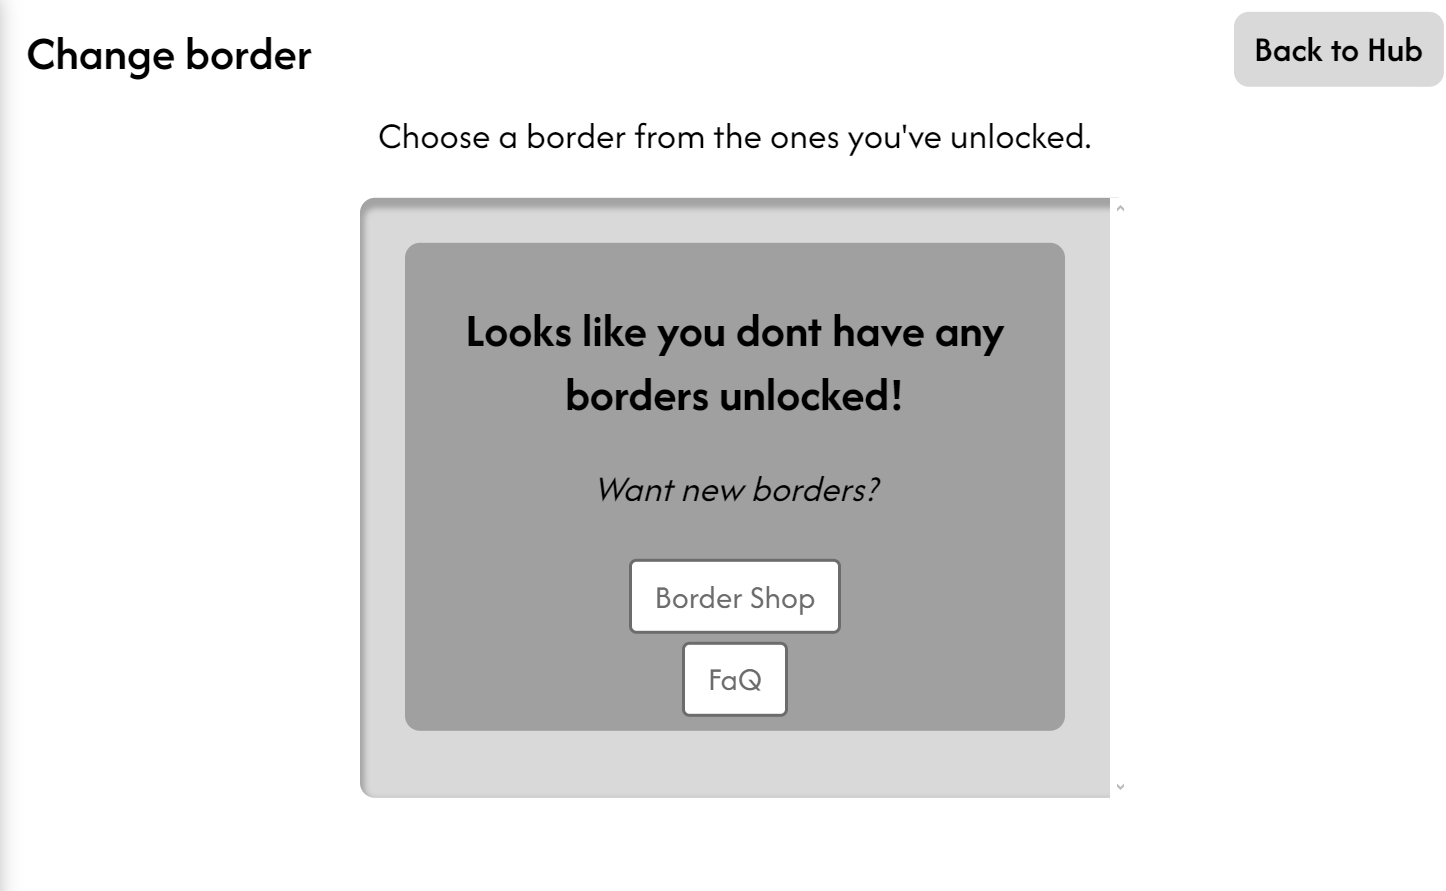 Change border
Back to Hub
Choose a border from the ones you've unlocked.
Looks like you dont have any
borders unlocked!
Want new borders?
Border Shop
FaQ